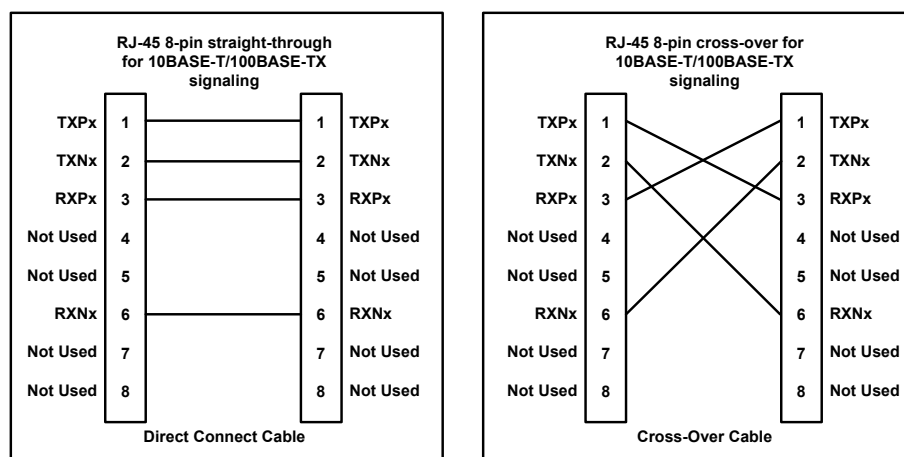 RJ-45 8-pin straight-through
for 10BASE-T/100BASE-TX
signaling
TXPx 1 1 TXPx
TXNx 2 2 TXNx
RXPx 3 3 RXPx
Not Used 4 4 Not Used
Not Used 5 5 Not Used
RXNx 6 6 RXNx
Not Used 7 7 Not Used
Not Used 8 8 Not Used
Direct Connect Cable
RJ-45 8-pin cross-over for
10BASE-T/100BASE-TX
signaling
TXPx 1 1 TXPx
TXNx 2 2 TXNx
RXPx 3 3 RXPx
Not Used 4 4 Not Used
Not Used 5 5 Not Used
RXNx 6 6 RXNx
Not Used 7 7 Not Used
Not Used 8 8 Not Used
Cross-Over Cable